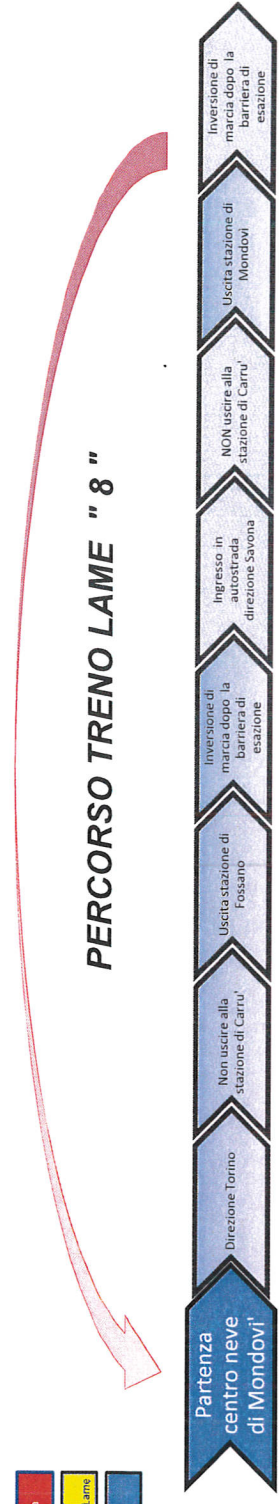 PERCORSO TRENO LAME " 8 "
Lame
Partenza
centro neve
di Mondovi'
Direzione Torino
Non uscire alla
stazione di Carru'
Uscita stazione di
Fossano
Inversione di
marcia dopo la
barriera di
esazione
Ingresso in
autostrada
direzione Savona
NON uscire alla
stazione di Carru'
Uscita stazione di
Mondovì
Inversione di
marcia dopo la
barriera di
esazione